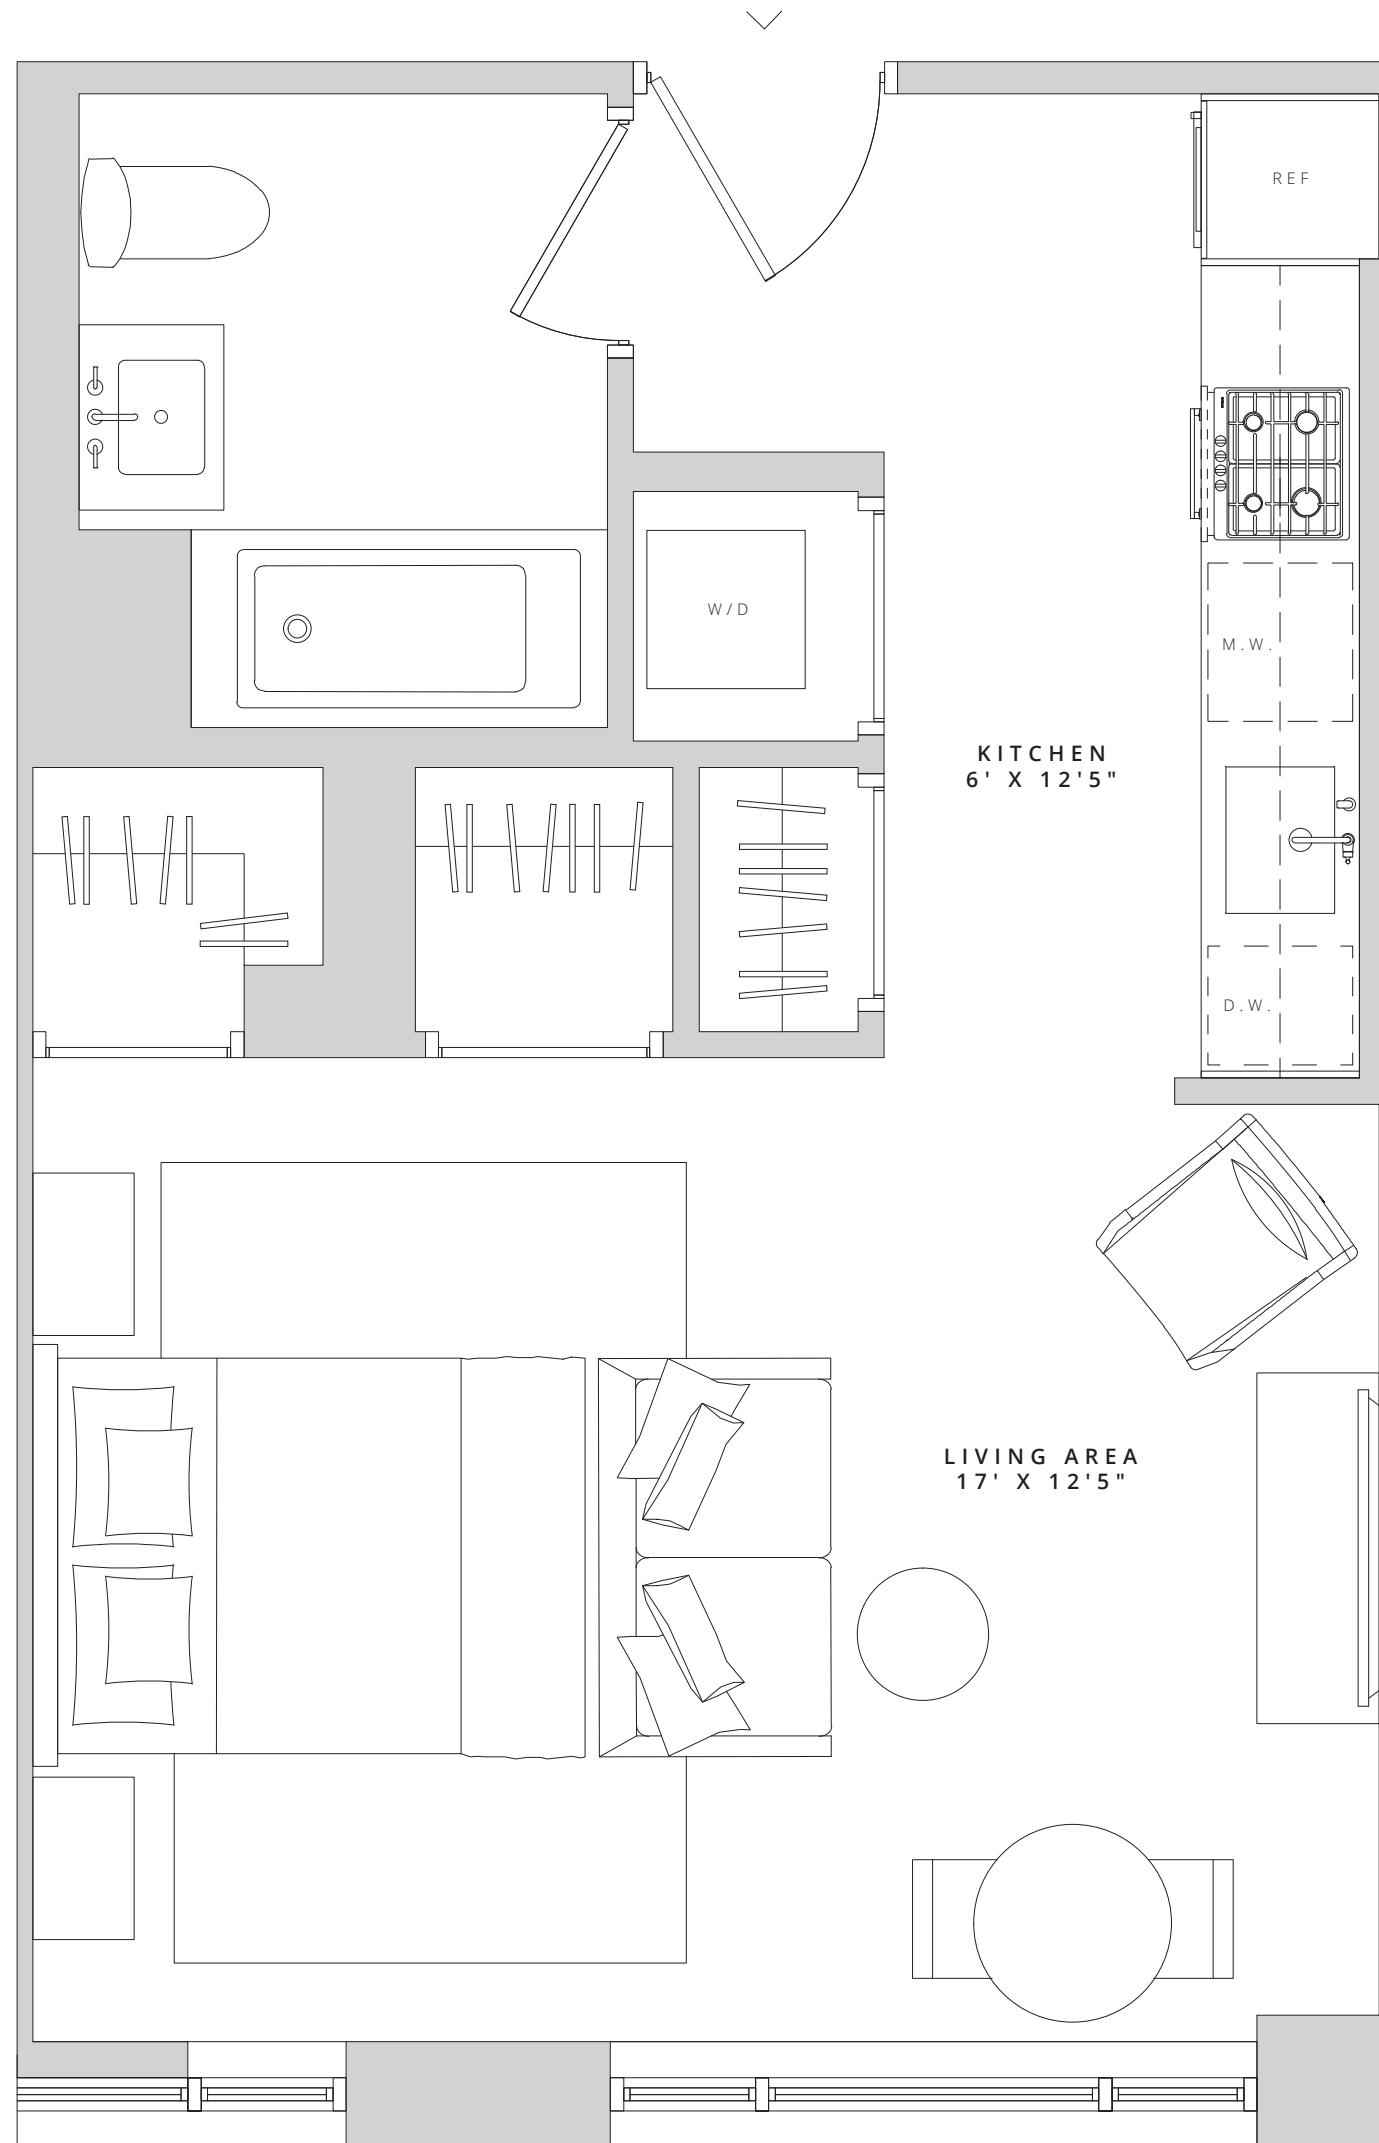 REF
W/D
M.W.
KITCHEN
6' X 12'5"
D.W.
LIVING AREA
17' X 12'5"